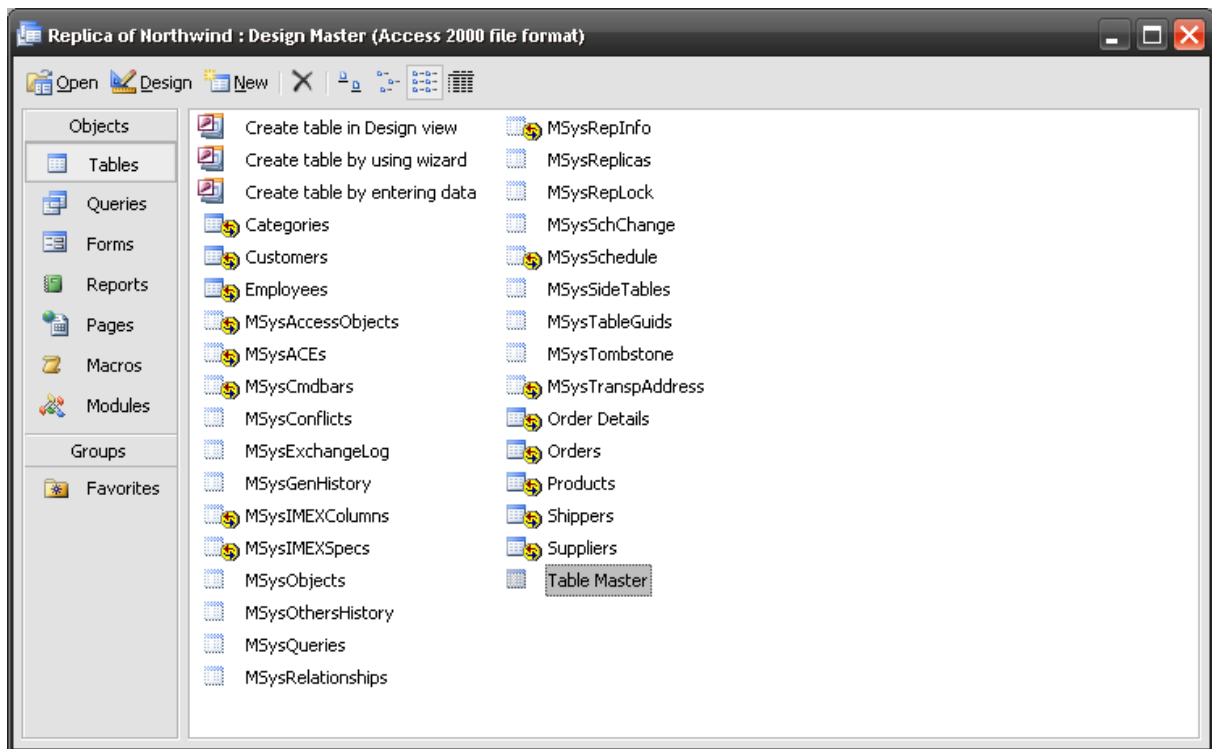 Replica of Northwind : Design Master (Access 2000 file format)
Open Design New
Objects
Tables
Queries
Forms
Reports
Pages
Macros
Modules
Groups
Favorites
Create table in Design view
Create table by using wizard
Create table by entering data
Categories
Customers
Employees
MSysAccessObjects
MSysACEs
MSysCmdbars
MSysConflicts
MSysExchangeLog
MSysGenHistory
MSysIMEXColumns
MSysIMEXSpecs
MSysObjects
MSysOthersHistory
MSysQueries
MSysRelationships
MSysRepInfo
MSysReplicas
MSysRepLock
MSysSchChange
MSysSchedule
MSysSideTables
MSysTableGuids
MSysTombstone
MSysTranspAddress
Order Details
Orders
Products
Shippers
Suppliers
Table Master